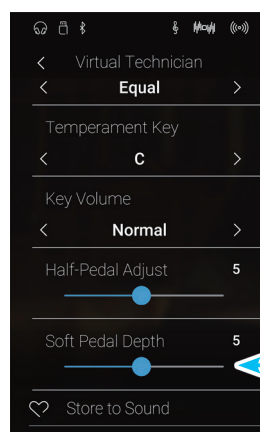 Virtual Technician
Equal
Temperament Key
C
Key Volume
Normal
Half-Pedal Adjust 5
Soft Pedal Depth 5
Store to Sound